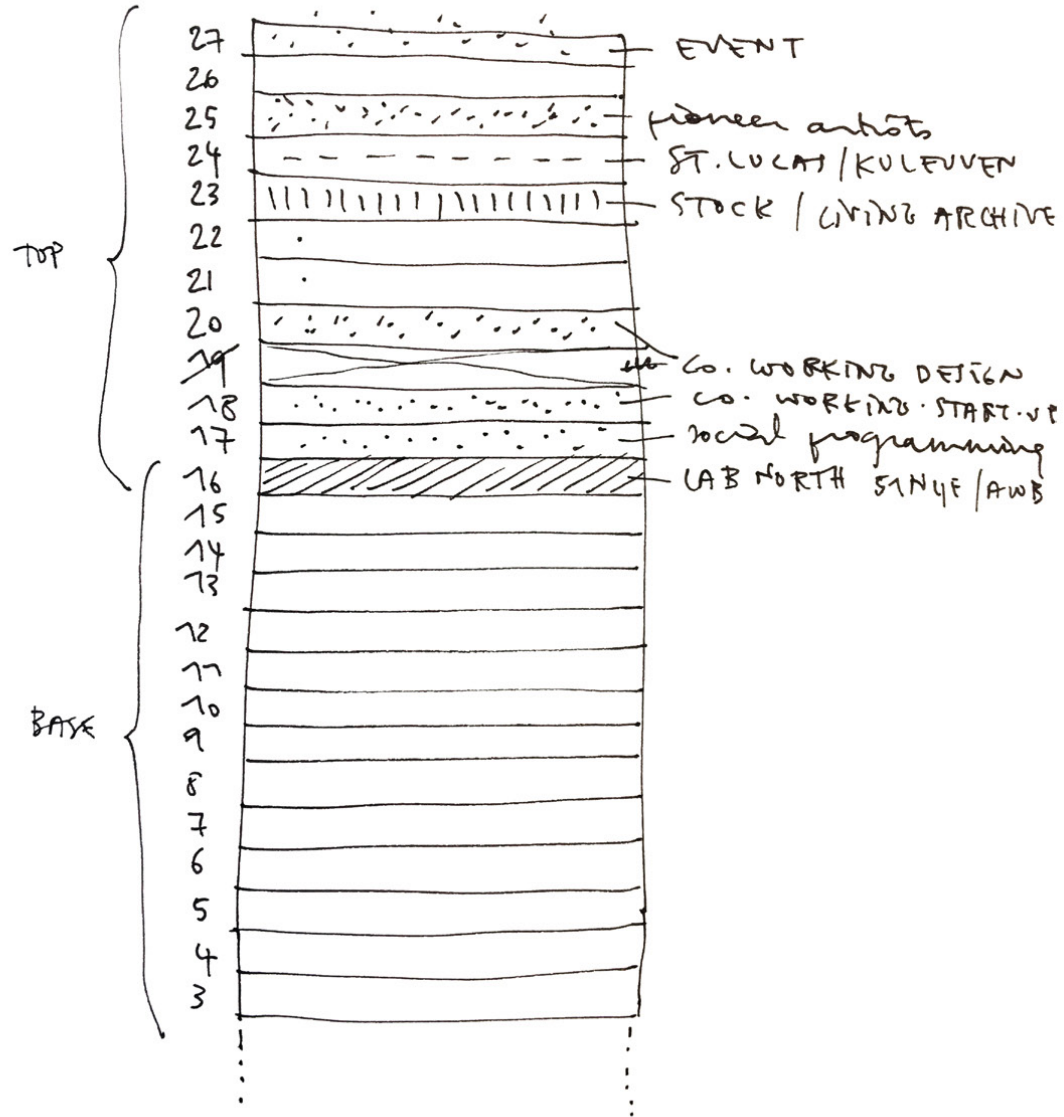 27 EVENT
26
25 pioneer artists
24 ST. LUCAS/KULEUVEN
23 STOCK / LIVING ARCHIVE
22
TOP
21
20
19 CO. WORKING DESIGN
18 CO. WORKING. START.UP
17 social programming
16 LAB NORTH 51N4E/AWB
15
14
13
12
11
10
BASE
9
8
7
6
5
4
3